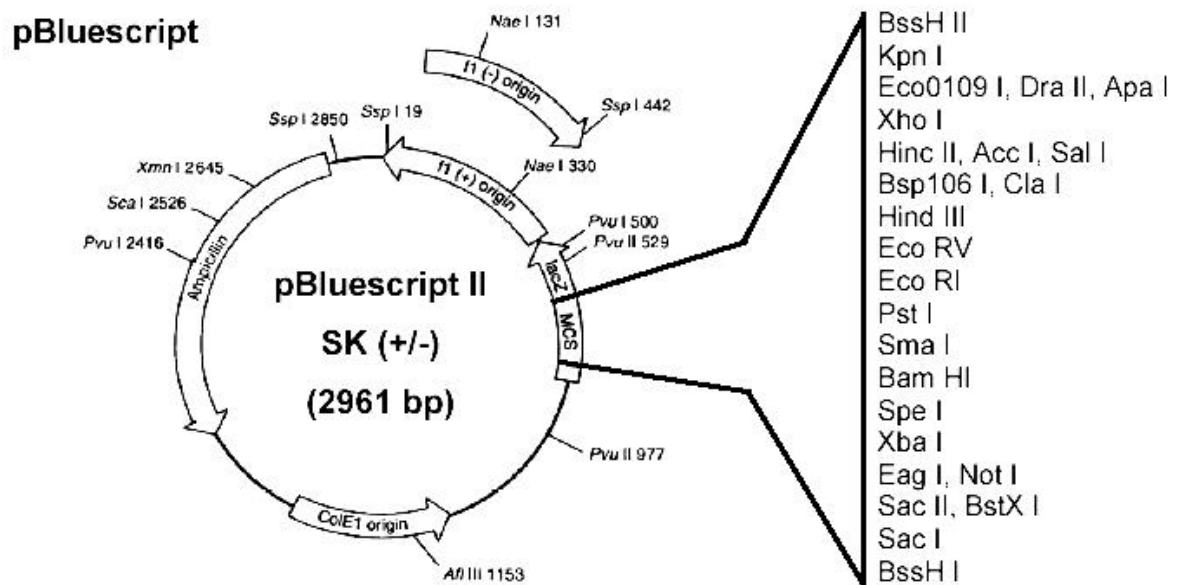 pBluescript
Nae I 131
f1 (-) origin
Ssp I 442
Ssp I 19
Ssp I 2850
f1 (+) origin
Nae I 330
Xmn I 2645
Sca I 2526
Pvu I 2416
Pvu I 500
Pvu II 529
Ampicillin
lacZ
MCS
pBluescript II
SK (+/-)
(2961 bp)
Pvu II 977
ColE1 origin
Afl III 1153
BssH II
Kpn I
Eco0109 I, Dra II, Apa I
Xho I
Hinc II, Acc I, Sal I
Bsp106 I, Cla I
Hind III
Eco RV
Eco RI
Pst I
Sma I
Bam HI
Spe I
Xba I
Eag I, Not I
Sac II, BstX I
Sac I
BssH I